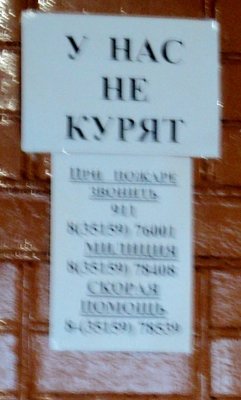 У НАС
НЕ
КУРЯТ
ПРИ ПОЖАРЕ
ЗВОНИТЬ
911
8(35159) 76001
МИЛИЦИЯ
8(35159) 78408
СКОРАЯ
ПОМОЩЬ
8-(35159) 78539